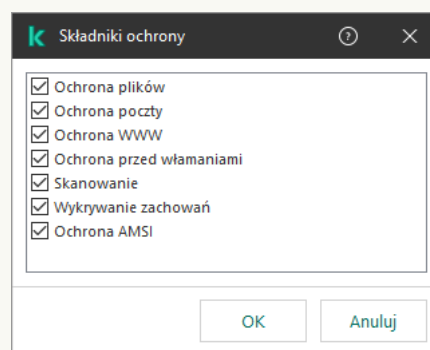 Składniki ochrony
Ochrona plików
Ochrona poczty
Ochrona WWW
Ochrona przed włamaniami
Skanowanie
Wykrywanie zachowań
Ochrona AMSI
OK
Anuluj